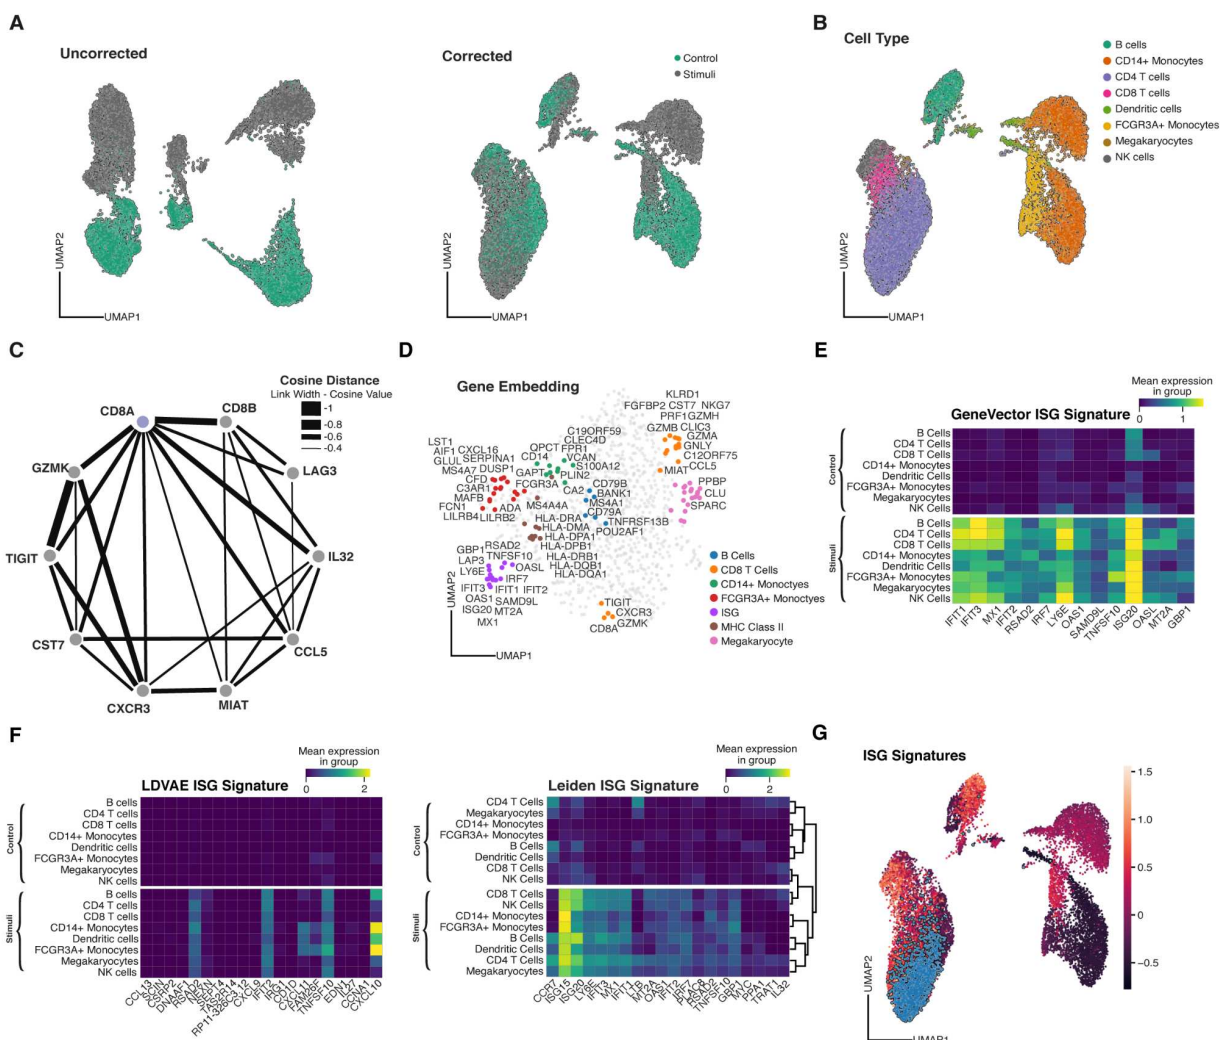 A
Uncorrected
Corrected
Control
Stimuli
UMAP2
UMAP1
UMAP2
UMAP1
B
Cell Type
B cells
CD14+ Monocytes
CD4 T cells
CD8 T cells
Dendritic cells
FCGR3A+ Monocytes
Megakaryocytes
NK cells
UMAP2
UMAP1
C
Cosine Distance
Link Width - Cosine Value
-1
-0.8
-0.6
-0.4
CD8A
CD8B
GZMK
LAG3
TIGIT
IL32
CST7
CCL5
CXCR3
MIAT
D
Gene Embedding
KLRD1
FGFBP2 CST7 NKG7
PRF1 GZMH
GZMB CLIC3
GZMA
GNLY
C12ORF75
CCL5
MIAT
C19ORF59
CLEC4D
QPCT FPR1
CD14 VCAN
S100A12
GAPT PLIN2
FCGR3A
CA2
LST1
AIF1 CXCL16
GLUL SERPINA1
MS4A7 DUSP1
CFD
C3AR1
MAFB
FCN1 ADA
LILRB4 LILRB2
MS4A4A
CD79B
BANK1
MS4A1
CD79A
TNFRSF13B
POU2AF1
PPBP
CLU
SPARC
HLA-DRA
HLA-DMA
HLA-DPA1
HLA-DPB1
HLA-DRB1
HLA-DQB1
HLA-DQA1
GBP1 RSAD2
LAP3 TNFSF10
LY6E OASL
IRF7
IFIT3 IFIT1 IFIT2
OAS1 SAMD9L
ISG20 MT2A
MX1
TIGIT
CXCR3
GZMK
CD8A
B Cells
CD8 T Cells
CD14+ Monoctyes
FCGR3A+ Monoctyes
ISG
MHC Class II
Megakaryocyte
UMAP2
UMAP1
E
Mean expression
in group
0 1
GeneVector ISG Signature
Control
B Cells
CD4 T Cells
CD8 T Cells
CD14+ Monocytes
Dendritic Cells
FCGR3A+ Monocytes
Megakaryocytes
NK Cells
Stimuli
B Cells
CD4 T Cells
CD8 T Cells
CD14+ Monocytes
Dendritic Cells
FCGR3A+ Monocytes
Megakaryocytes
NK Cells
IFIT1 IFIT3 MX1 IFIT2 RSAD2 IRF7 LY6E OAS1 SAMD9L TNFSF10 ISG20 OASL MT2A GBP1
F
Mean expression
in group
0 2
LDVAE ISG Signature
Control
B cells
CD4 T Cells
CD8 T cells
CD14+ Monocytes
Dendritic cells
FCGR3A+ Monocytes
Megakaryocytes
NK cells
Stimuli
B cells
CD4 T Cells
CD8 T cells
CD14+ Monocytes
Dendritic cells
FCGR3A+ Monocytes
Megakaryocytes
NK cells
CCL13
CXCL9 IFIT2
CXCL11
TNFSF10
CXCL10
Mean expression
in group
0 2
Leiden ISG Signature
Control
CD4 T Cells
Megakaryocytes
CD14+ Monocytes
FCGR3A+ Monocytes
B Cells
Dendritic Cells
CD8 T Cells
NK Cells
Stimuli
CD8 T Cells
NK Cells
CD14+ Monocytes
FCGR3A+ Monocytes
B Cells
Dendritic Cells
CD4 T Cells
Megakaryocytes
CCR7 ISG15 ISG20 LY6E IFIT3 MX1 IFIT1 LTB MT2A OAS1 IFIT2 IRF7 PLAC8 RSAD2 TNFSF10 GBP1 MYC PPA1 TRAT1 IL32
G
ISG Signatures
1.5
1.0
0.5
0
−0.5
UMAP2
UMAP1